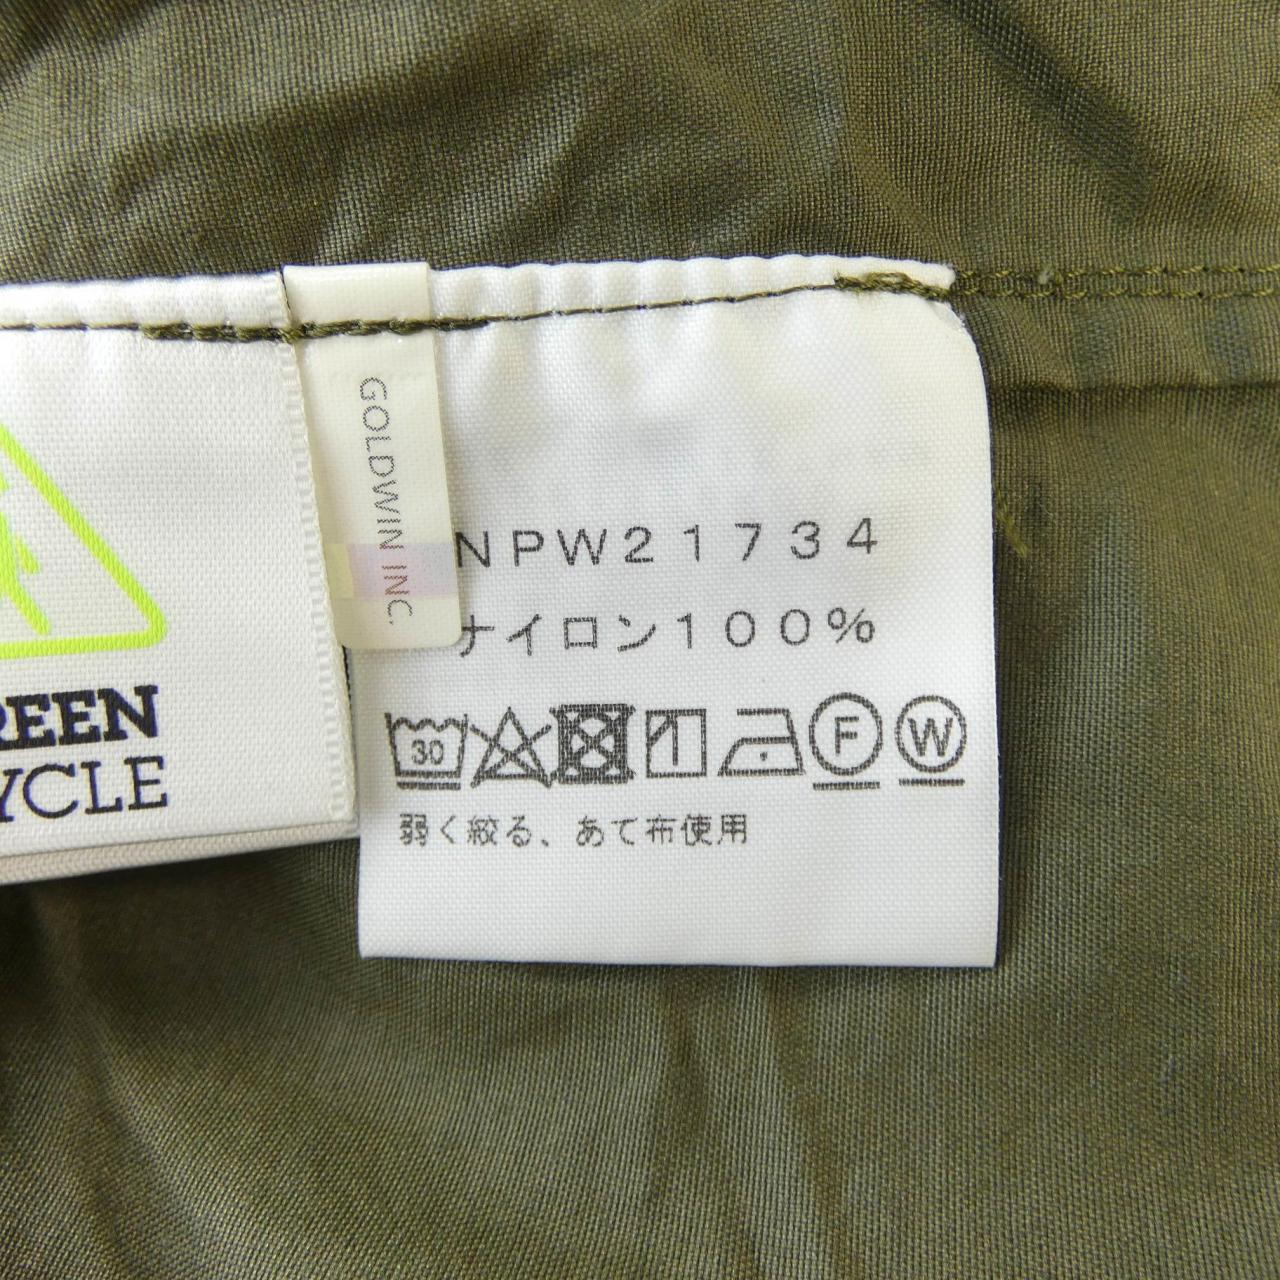 GOLDWIN INC.
REEN
YCLE
NPW21734
ナイロン100%
30
F
W
弱く絞る、あて布使用